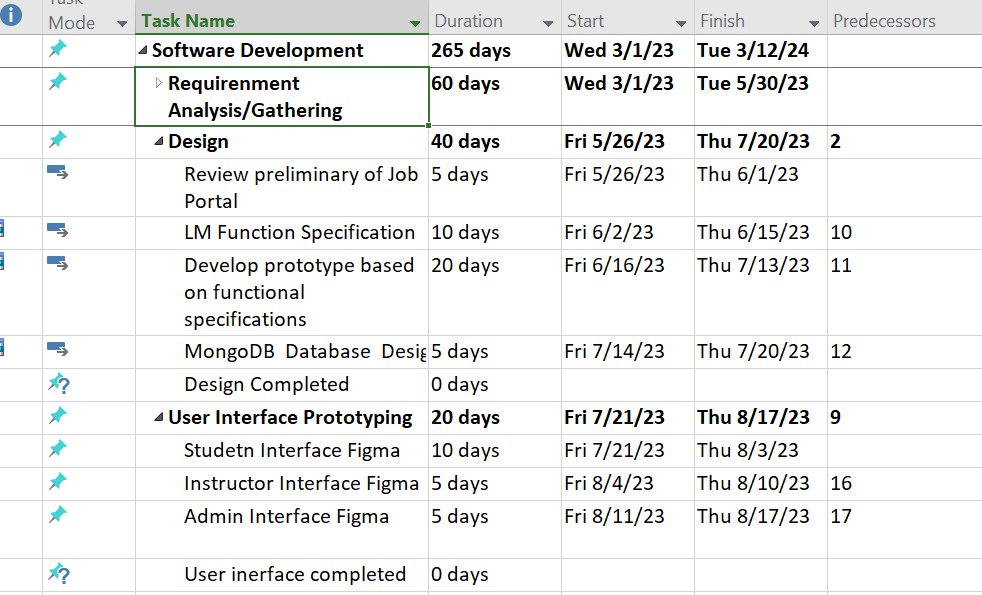 Task
Mode Task Name Duration Start Finish Predecessors
Software Development 265 days Wed 3/1/23 Tue 3/12/24
Requirenment 60 days Wed 3/1/23 Tue 5/30/23
Analysis/Gathering
Design 40 days Fri 5/26/23 Thu 7/20/23 2
Review preliminary of Job 5 days Fri 5/26/23 Thu 6/1/23
Portal
LM Function Specification 10 days Fri 6/2/23 Thu 6/15/23 10
Develop prototype based 20 days Fri 6/16/23 Thu 7/13/23 11
on functional
specifications
MongoDB Database Desig 5 days Fri 7/14/23 Thu 7/20/23 12
Design Completed 0 days
User Interface Prototyping 20 days Fri 7/21/23 Thu 8/17/23 9
Studetn Interface Figma 10 days Fri 7/21/23 Thu 8/3/23
Instructor Interface Figma 5 days Fri 8/4/23 Thu 8/10/23 16
Admin Interface Figma 5 days Fri 8/11/23 Thu 8/17/23 17
User inerface completed 0 days